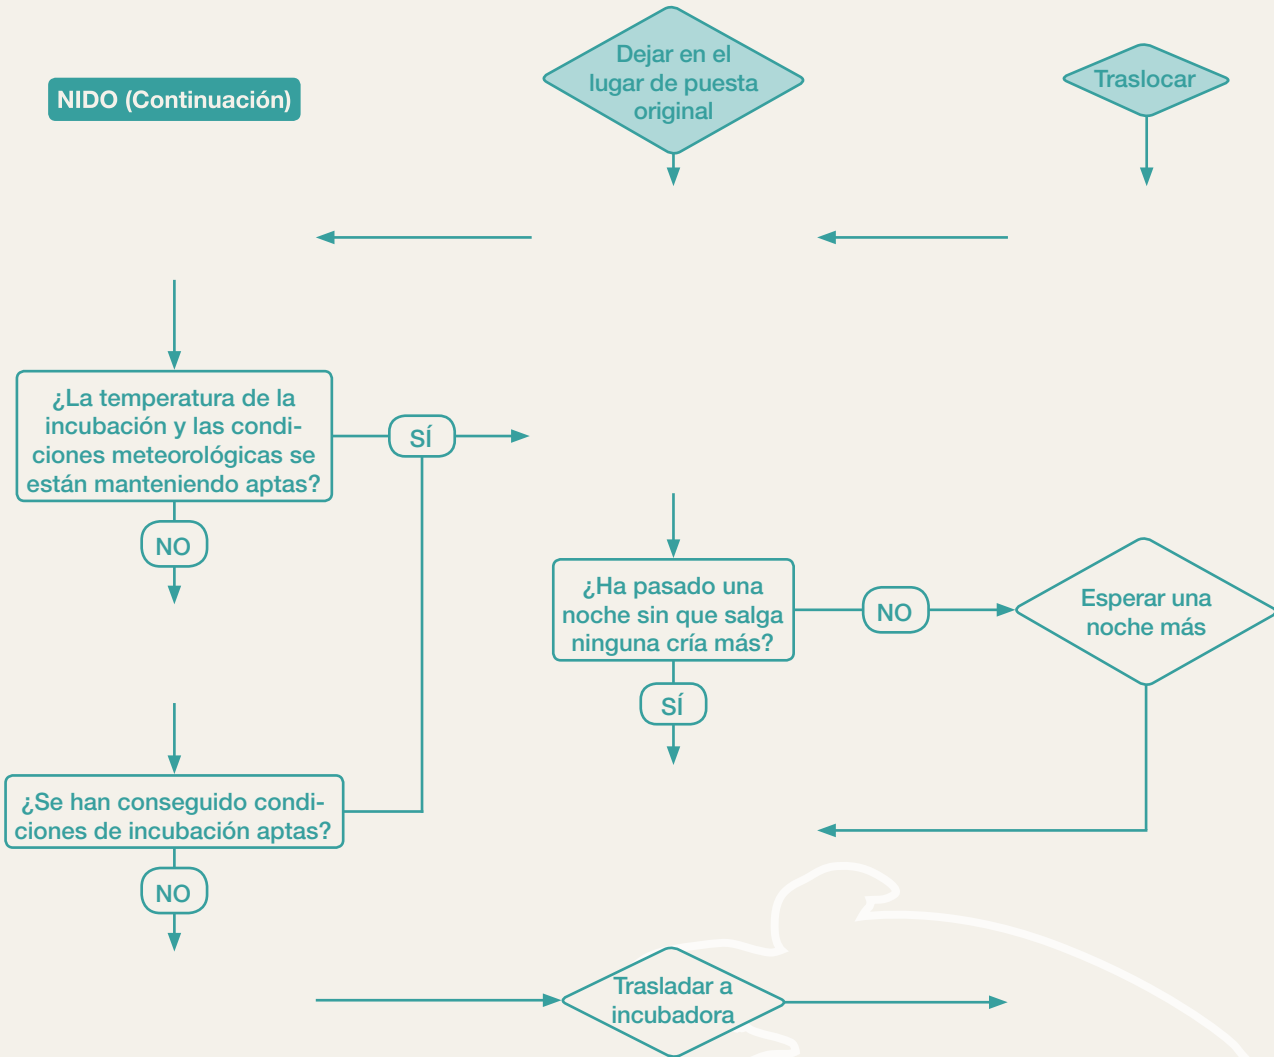 NIDO (Continuación)
Dejar en el
lugar de puesta
original
Traslocar
¿La temperatura de la
incubación y las condi-
ciones meteorológicas se
están manteniendo aptas?
SÍ
NO
¿Ha pasado una
noche sin que salga
ninguna cría más?
NO
Esperar una
noche más
SÍ
¿Se han conseguido condi-
ciones de incubación aptas?
NO
Trasladar a
incubadora